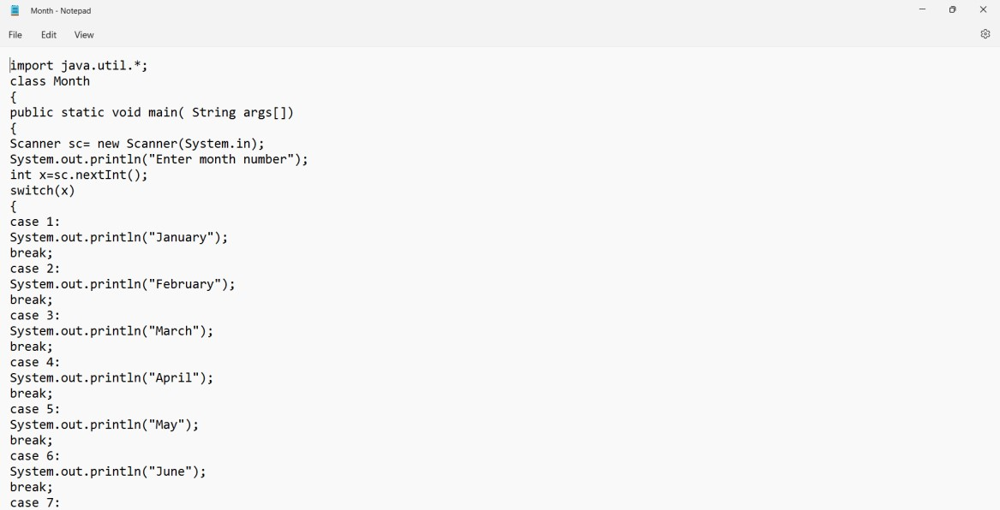 Month - Notepad
File Edit View
import java.util.*;
class Month
{
public static void main( String args[])
{
Scanner sc= new Scanner(System.in);
System.out.println("Enter month number");
int x=sc.nextInt();
switch(x)
{
case 1:
System.out.println("January");
break;
case 2:
System.out.println("February");
break;
case 3:
System.out.println("March");
break;
case 4:
System.out.println("April");
break;
case 5:
System.out.println("May");
break;
case 6:
System.out.println("June");
break;
case 7: